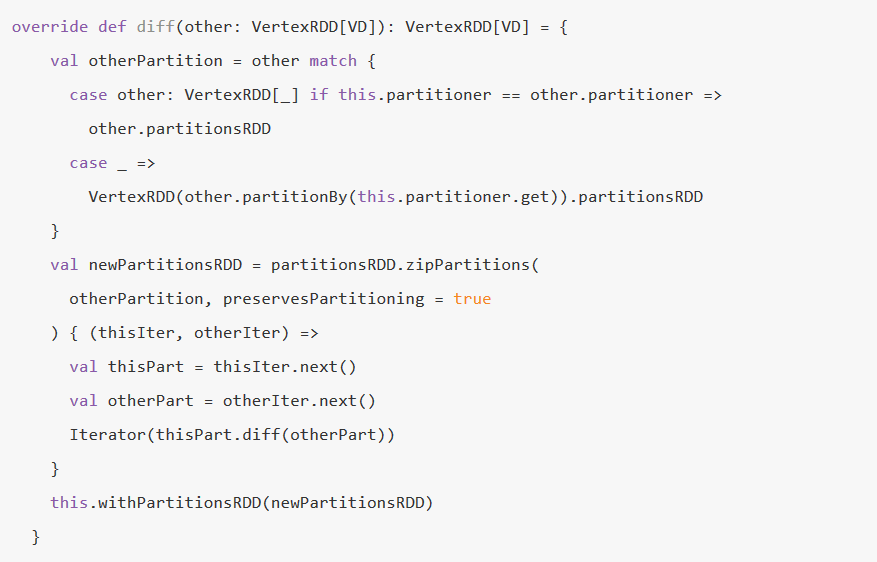 override def diff(other: VertexRDD[VD]): VertexRDD[VD] = {
    val otherPartition = other match {
      case other: VertexRDD[_] if this.partitioner == other.partitioner =>
        other.partitionsRDD
      case _ =>
        VertexRDD(other.partitionBy(this.partitioner.get)).partitionsRDD
    }
    val newPartitionsRDD = partitionsRDD.zipPartitions(
      otherPartition, preservesPartitioning = true
    ) { (thisIter, otherIter) =>
      val thisPart = thisIter.next()
      val otherPart = otherIter.next()
      Iterator(thisPart.diff(otherPart))
    }
    this.withPartitionsRDD(newPartitionsRDD)
  }